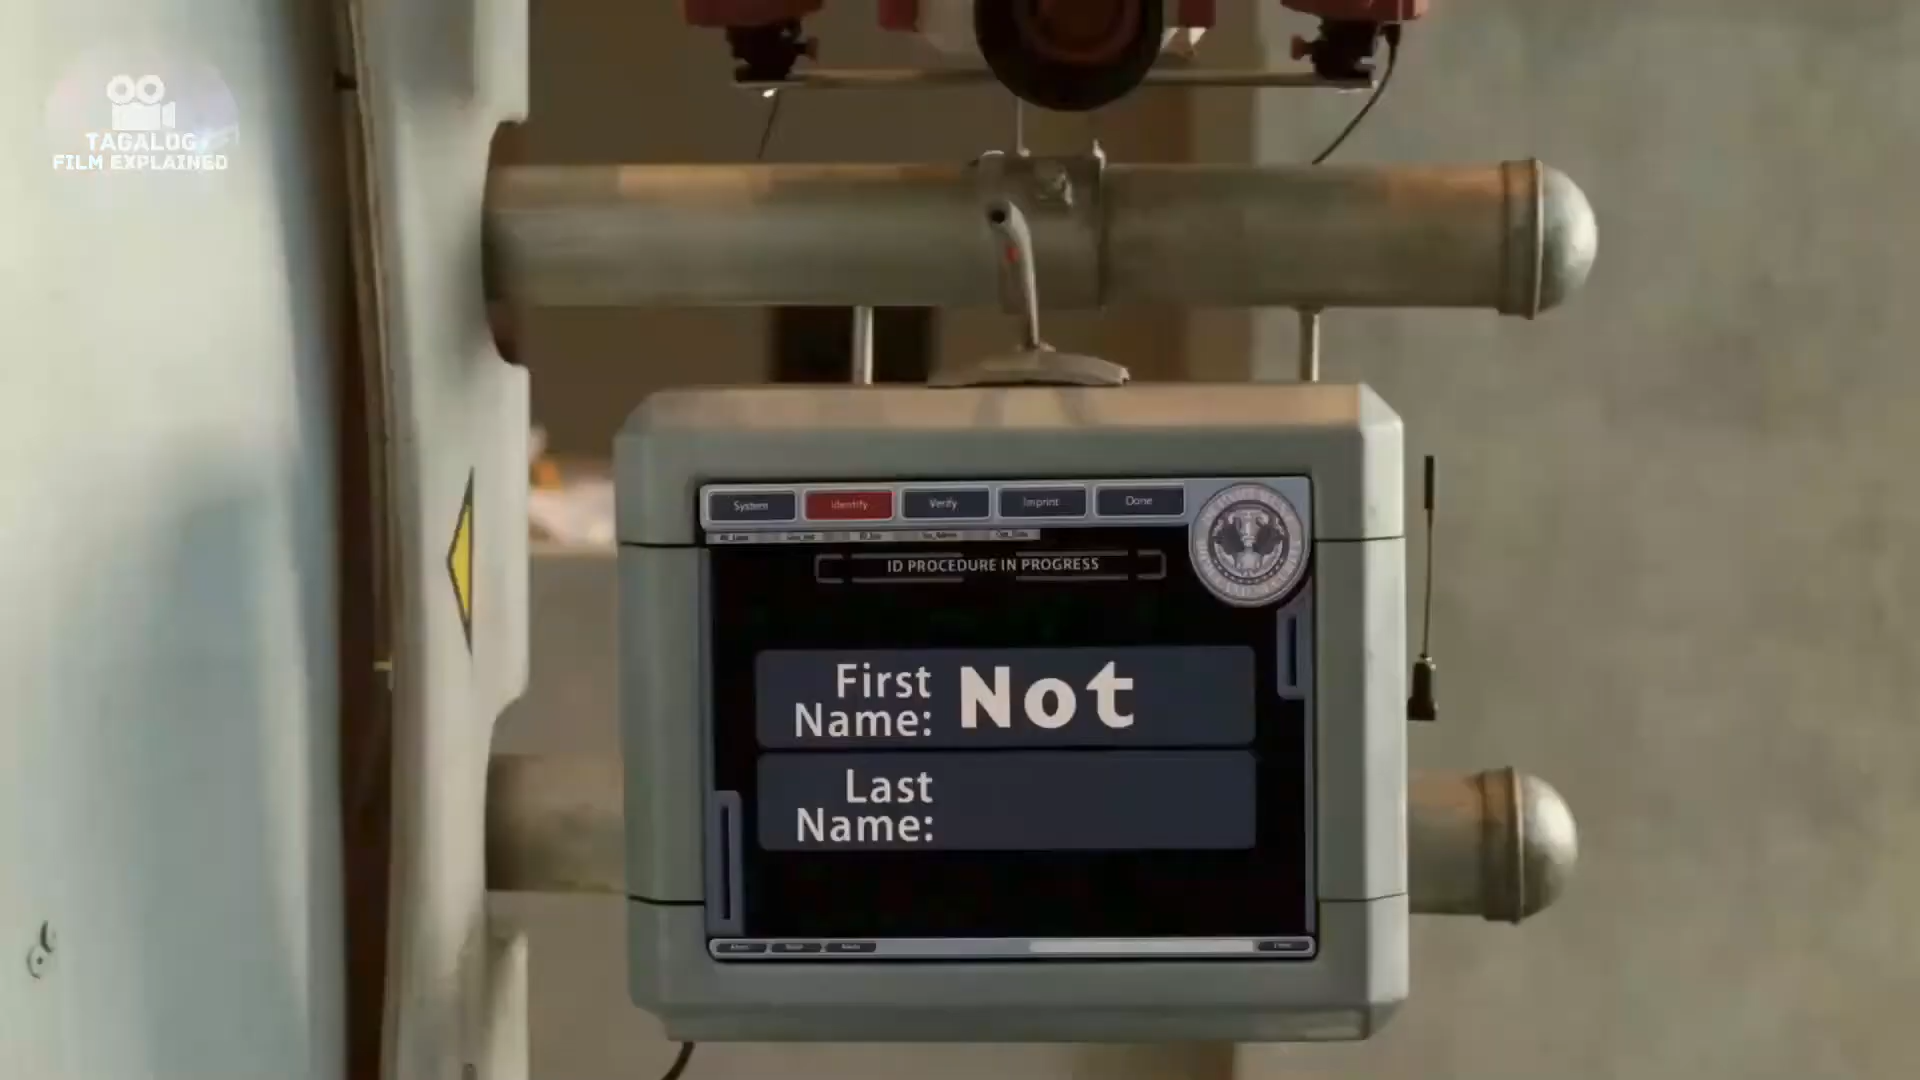 TAGALOG
FILM EXPLAINED
System
Identify
Verify
Imprint
Done
ID PROCEDURE IN PROGRESS
First
Name:
Not
Last
Name: